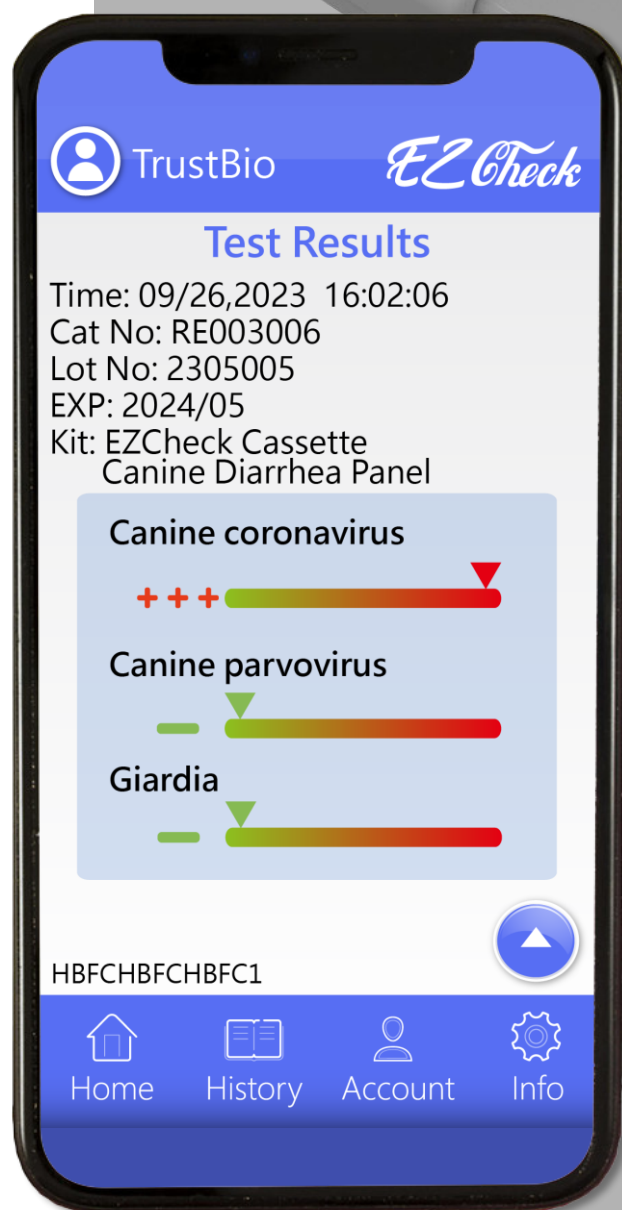 TrustBio
EZCheck
Test Results
Time: 09/26,2023 16:02:06
Cat No: RE003006
Lot No: 2305005
EXP: 2024/05
Kit: EZCheck Cassette
Canine Diarrhea Panel
Canine coronavirus
+++
Canine parvovirus
-
Giardia
-
HBFCHBFCHBFC1
Home History Account Info